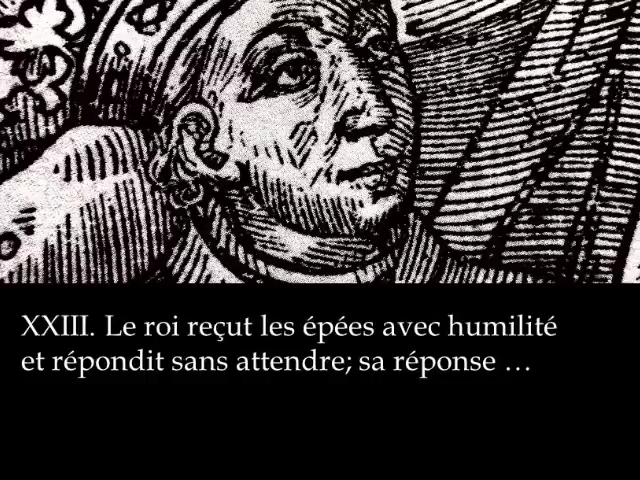 XXIII. Le roi reçut les épées avec humilité
et répondit sans attendre; sa réponse …